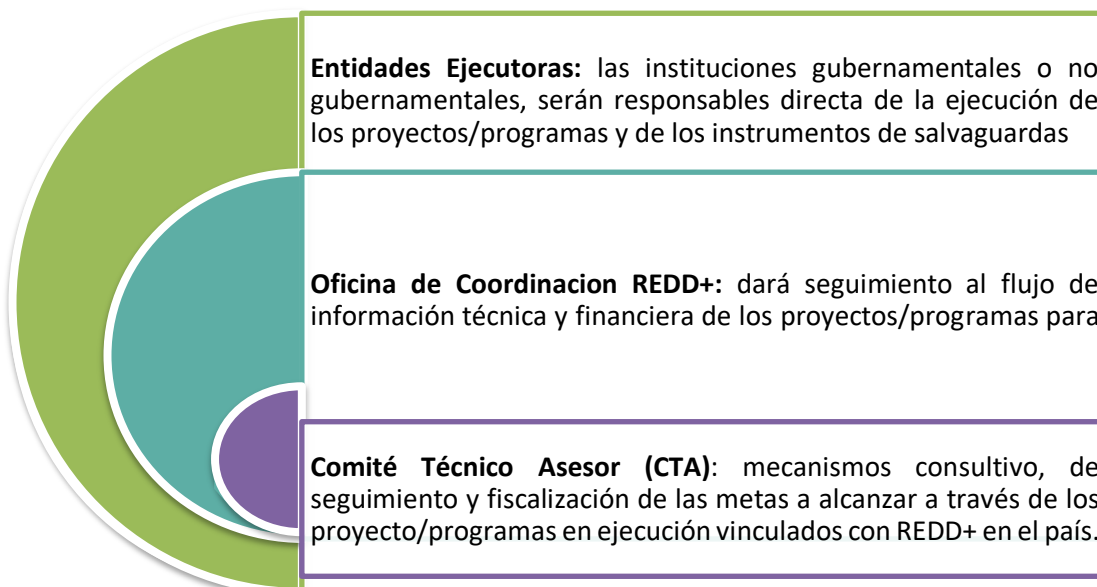 Entidades Ejecutoras: las instituciones gubernamentales o no
gubernamentales, serán responsables directa de la ejecución de
los proyectos/programas y de los instrumentos de salvaguardas
Oficina de Coordinacion REDD+: dará seguimiento al flujo de
información técnica y financiera de los proyectos/programas para
Comité Técnico Asesor (CTA): mecanismos consultivo, de
seguimiento y fiscalización de las metas a alcanzar a través de los
proyecto/programas en ejecución vinculados con REDD+ en el país.